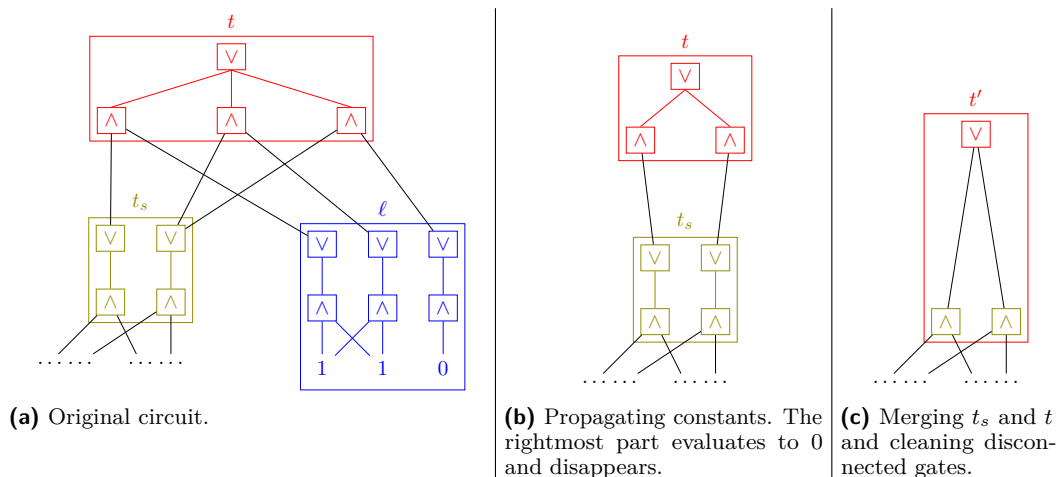 t
∨
∧ ∧ ∧
t_s
∨ ∨
∧ ∧
...... ......
ℓ
∨ ∨ ∨
∧ ∧ ∧
1 1 0
(a) Original circuit.
t
∨
∧ ∧
t_s
∨ ∨
∧ ∧
...... ......
(b) Propagating constants. The
rightmost part evaluates to 0
and disappears.
t′
∨
∧ ∧
...... ......
(c) Merging t_s and t
and cleaning discon-
nected gates.